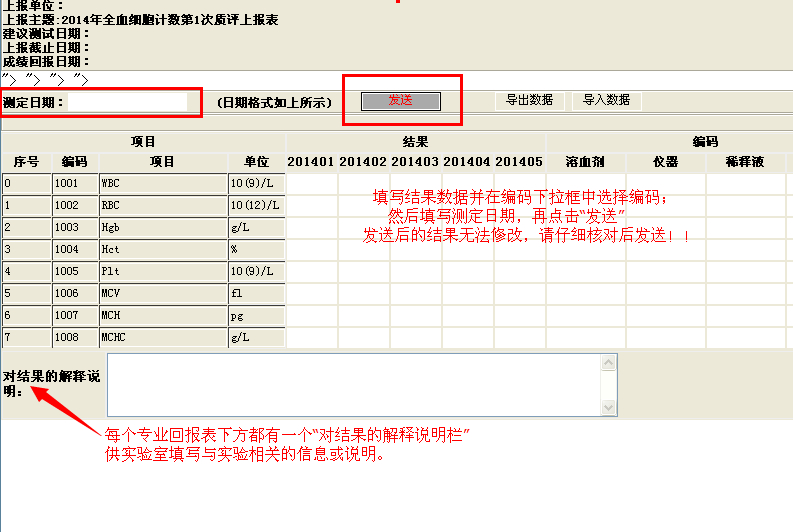 上报单位：
上报主题:2014年全血细胞计数第1次质评上报表
建议测试日期：
上报截止日期：
成绩回报日期：
"> "> "> ">
测定日期： (日期格式如上所示) 发送 导出数据 导入数据
项目 结果 编码
序号 编码 项目 单位 201401 201402 201403 201404 201405 溶血剂 仪器 稀释液
0 1001 WBC 10(9)/L
1 1002 RBC 10(12)/L
2 1003 Hgb g/L
3 1004 Hct %
4 1005 Plt 10(9)/L
5 1006 MCV fl
6 1007 MCH pg
7 1008 MCHC g/L
填写结果数据并在编码下拉框中选择编码；
然后填写测定日期，再点击“发送”
发送后的结果无法修改，请仔细核对后发送！！
对结果的解释说
明：
每个专业回报表下方都有一个“对结果的解释说明栏”
供实验室填写与实验相关的信息或说明。